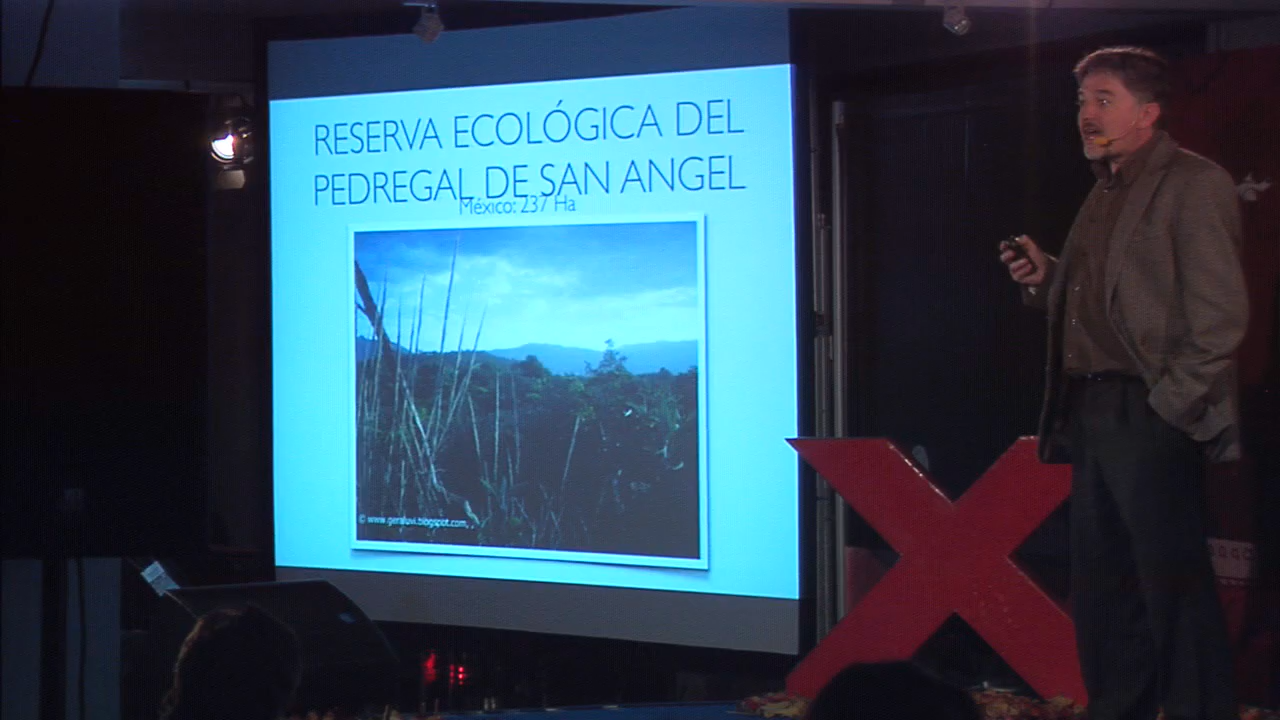 RESERVA ECOLÓGICA DEL
PEDREGAL DE SAN ANGEL
México: 237 Ha
© www.geraluvi.blogspot.com
X